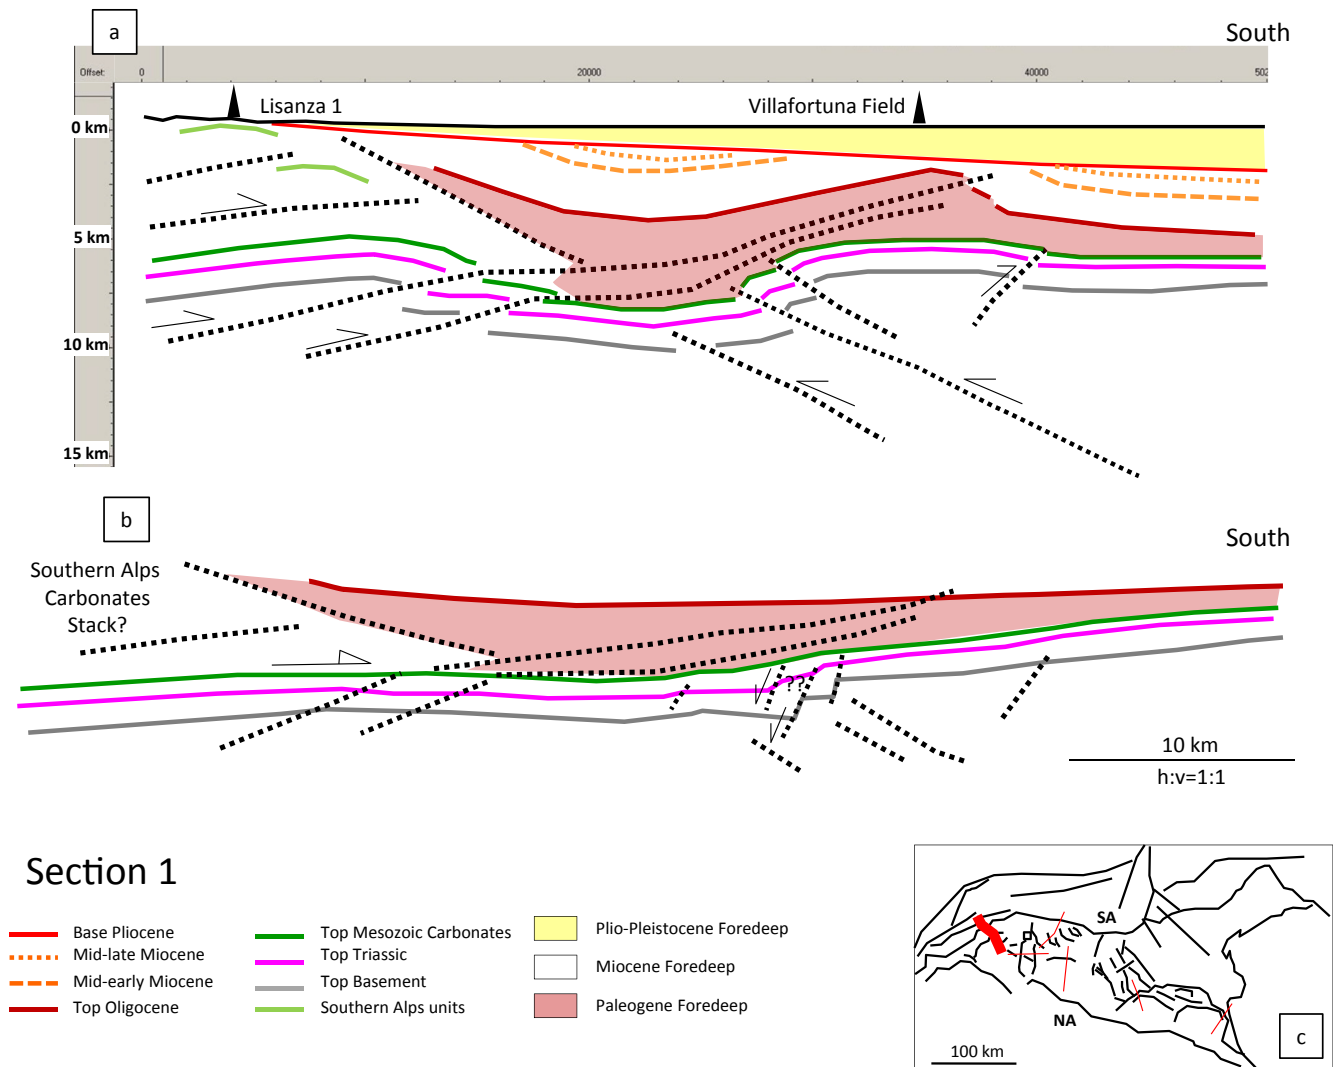 a
South
Offset:
0
20000
40000
502
Lisanza 1
Villafortuna Field
0 km
5 km
10 km
15 km
b
South
Southern Alps
Carbonates
Stack?
??
10 km
h:v=1:1
Section 1
Base Pliocene
Mid-late Miocene
Mid-early Miocene
Top Oligocene
Top Mesozoic Carbonates
Top Triassic
Top Basement
Southern Alps units
Plio-Pleistocene Foredeep
Miocene Foredeep
Paleogene Foredeep
SA
NA
100 km
c